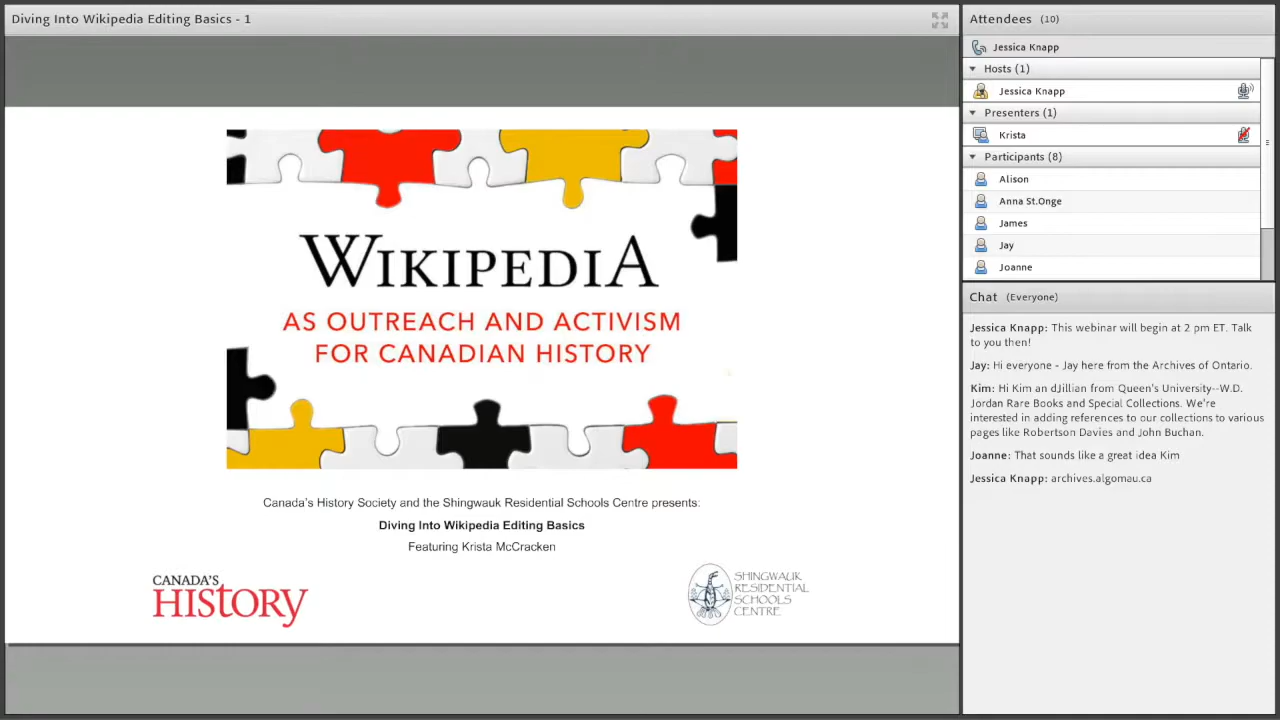 Diving Into Wikipedia Editing Basics - 1
WIKIPEDIA
AS OUTREACH AND ACTIVISM
FOR CANADIAN HISTORY
Canada's History Society and the Shingwauk Residential Schools Centre presents:
Diving Into Wikipedia Editing Basics
Featuring Krista McCracken
CANADA'S
HISTORY
SHINGWAUK
RESIDENTIAL
SCHOOLS
CENTRE
Attendees (10)
Jessica Knapp
Hosts (1)
Jessica Knapp
Presenters (1)
Krista
Participants (8)
Alison
Anna St.Onge
James
Jay
Joanne
Chat (Everyone)
Jessica Knapp: This webinar will begin at 2 pm ET. Talk
to you then!
Jay: Hi everyone - Jay here from the Archives of Ontario.
Kim: Hi Kim an dJillian from Queen's University--W.D.
Jordan Rare Books and Special Collections. We're
interested in adding references to our collections to various
pages like Robertson Davies and John Buchan.
Joanne: That sounds like a great idea Kim
Jessica Knapp: archives.algomau.ca